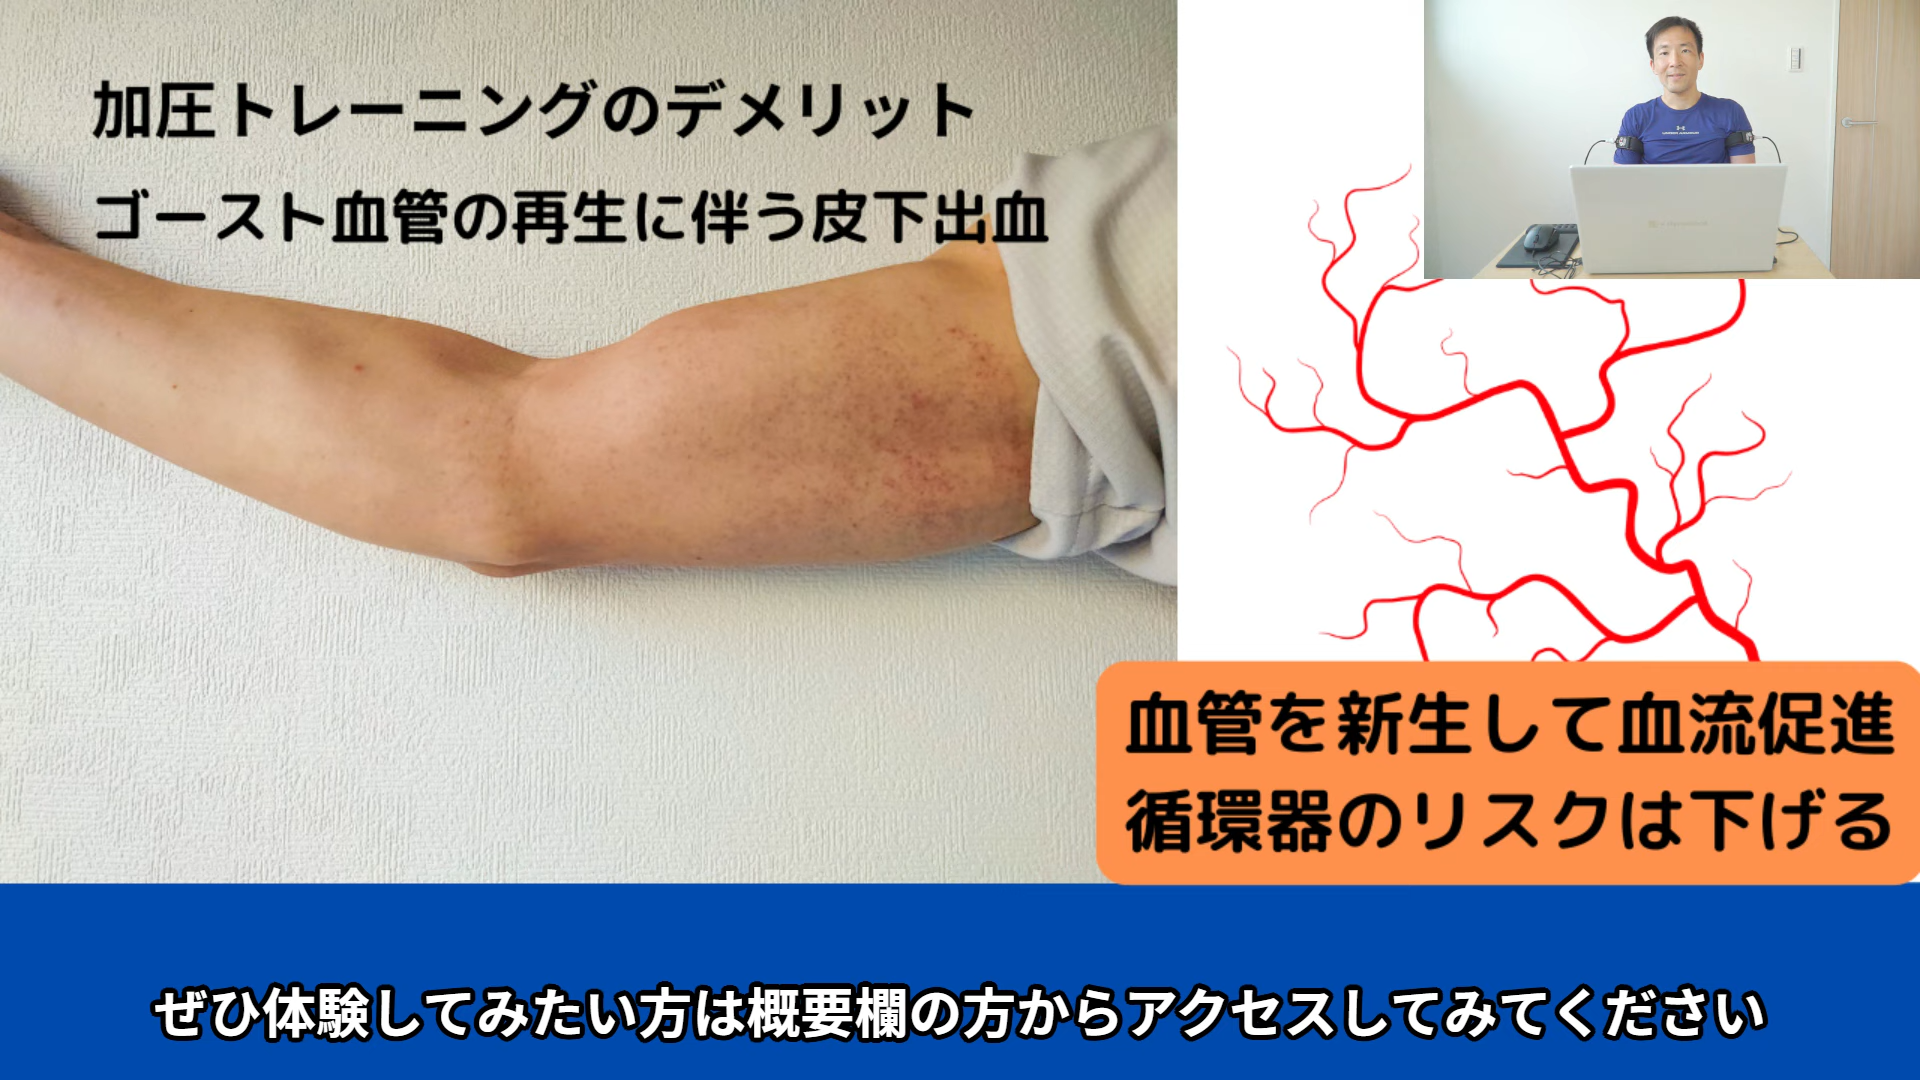 加圧トレーニングのデメリット
ゴースト血管の再生に伴う皮下出血
血管を新生して血流促進
循環器のリスクは下げる
ぜひ体験してみたい方は概要欄の方からアクセスしてみてください